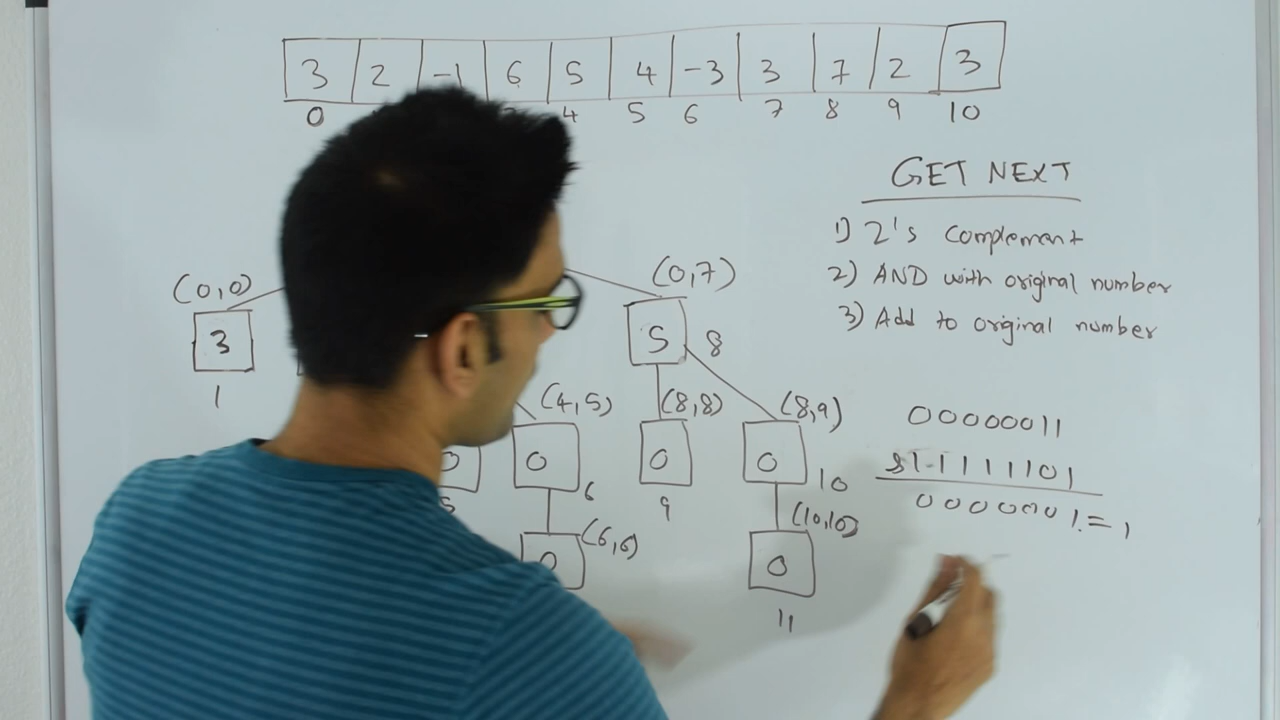 3 2 -1 6 5 4 -3 3 7 2 3
0 4 5 6 7 8 9 10
GET NEXT
1) 2's complement
2) AND with original number
3) Add to original number
(0,0) (0,7)
3 5 8
1
(4,5) (8,8) (8,9)
0 0 0 0
5 6 9 10
(6,6) (10,10)
0 0
11
00000011
11111101
0000001 = 1